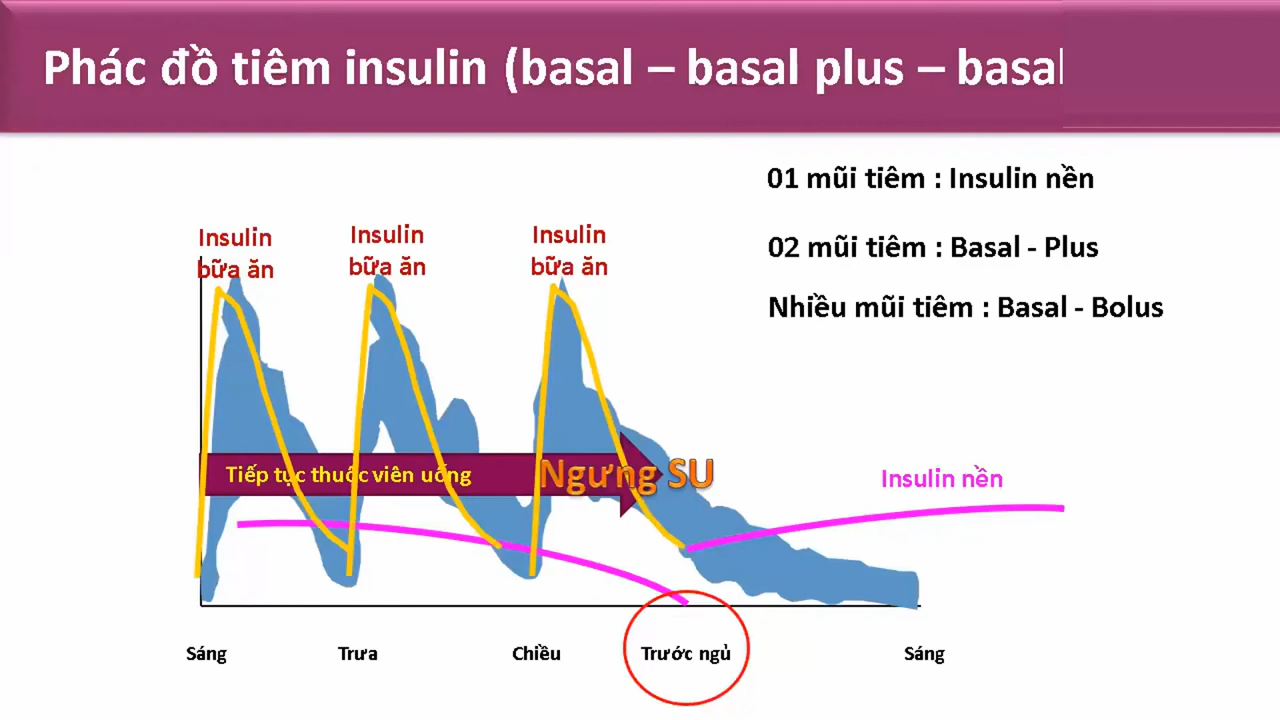 Phác đồ tiêm insulin (basal – basal plus – basal
01 mũi tiêm : Insulin nền
02 mũi tiêm : Basal - Plus
Nhiều mũi tiêm : Basal - Bolus
Insulin
bữa ăn
Insulin
bữa ăn
Insulin
bữa ăn
Tiếp tục thuốc viên uống
Ngưng SU
Insulin nền
Sáng
Trưa
Chiều
Trước ngủ
Sáng